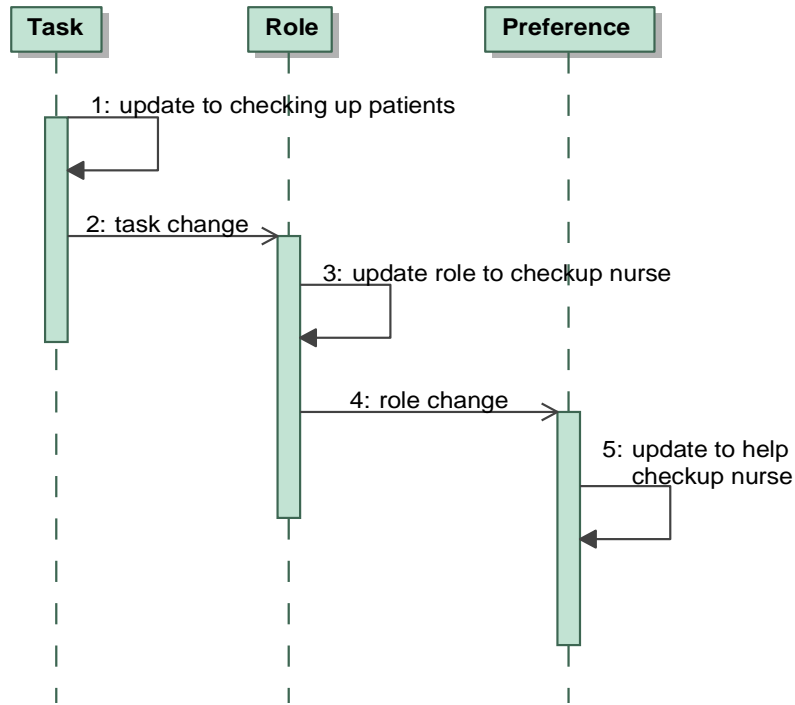 Task
Role
Preference
1: update to checking up patients
2: task change
3: update role to checkup nurse
4: role change
5: update to help
checkup nurse